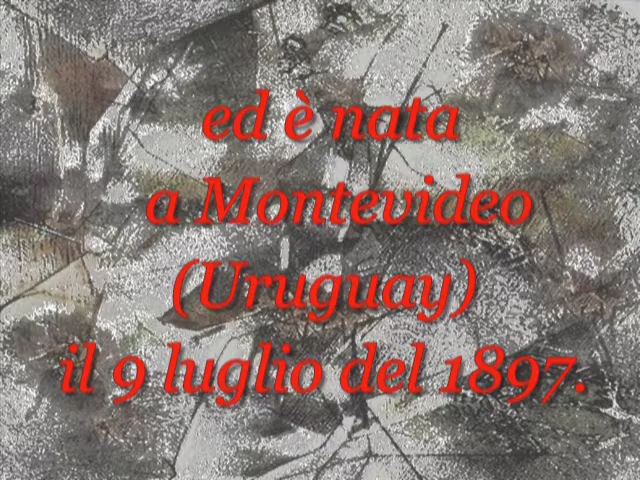 ed è nata
a Montevideo
(Uruguay)
il 9 luglio del 1897.